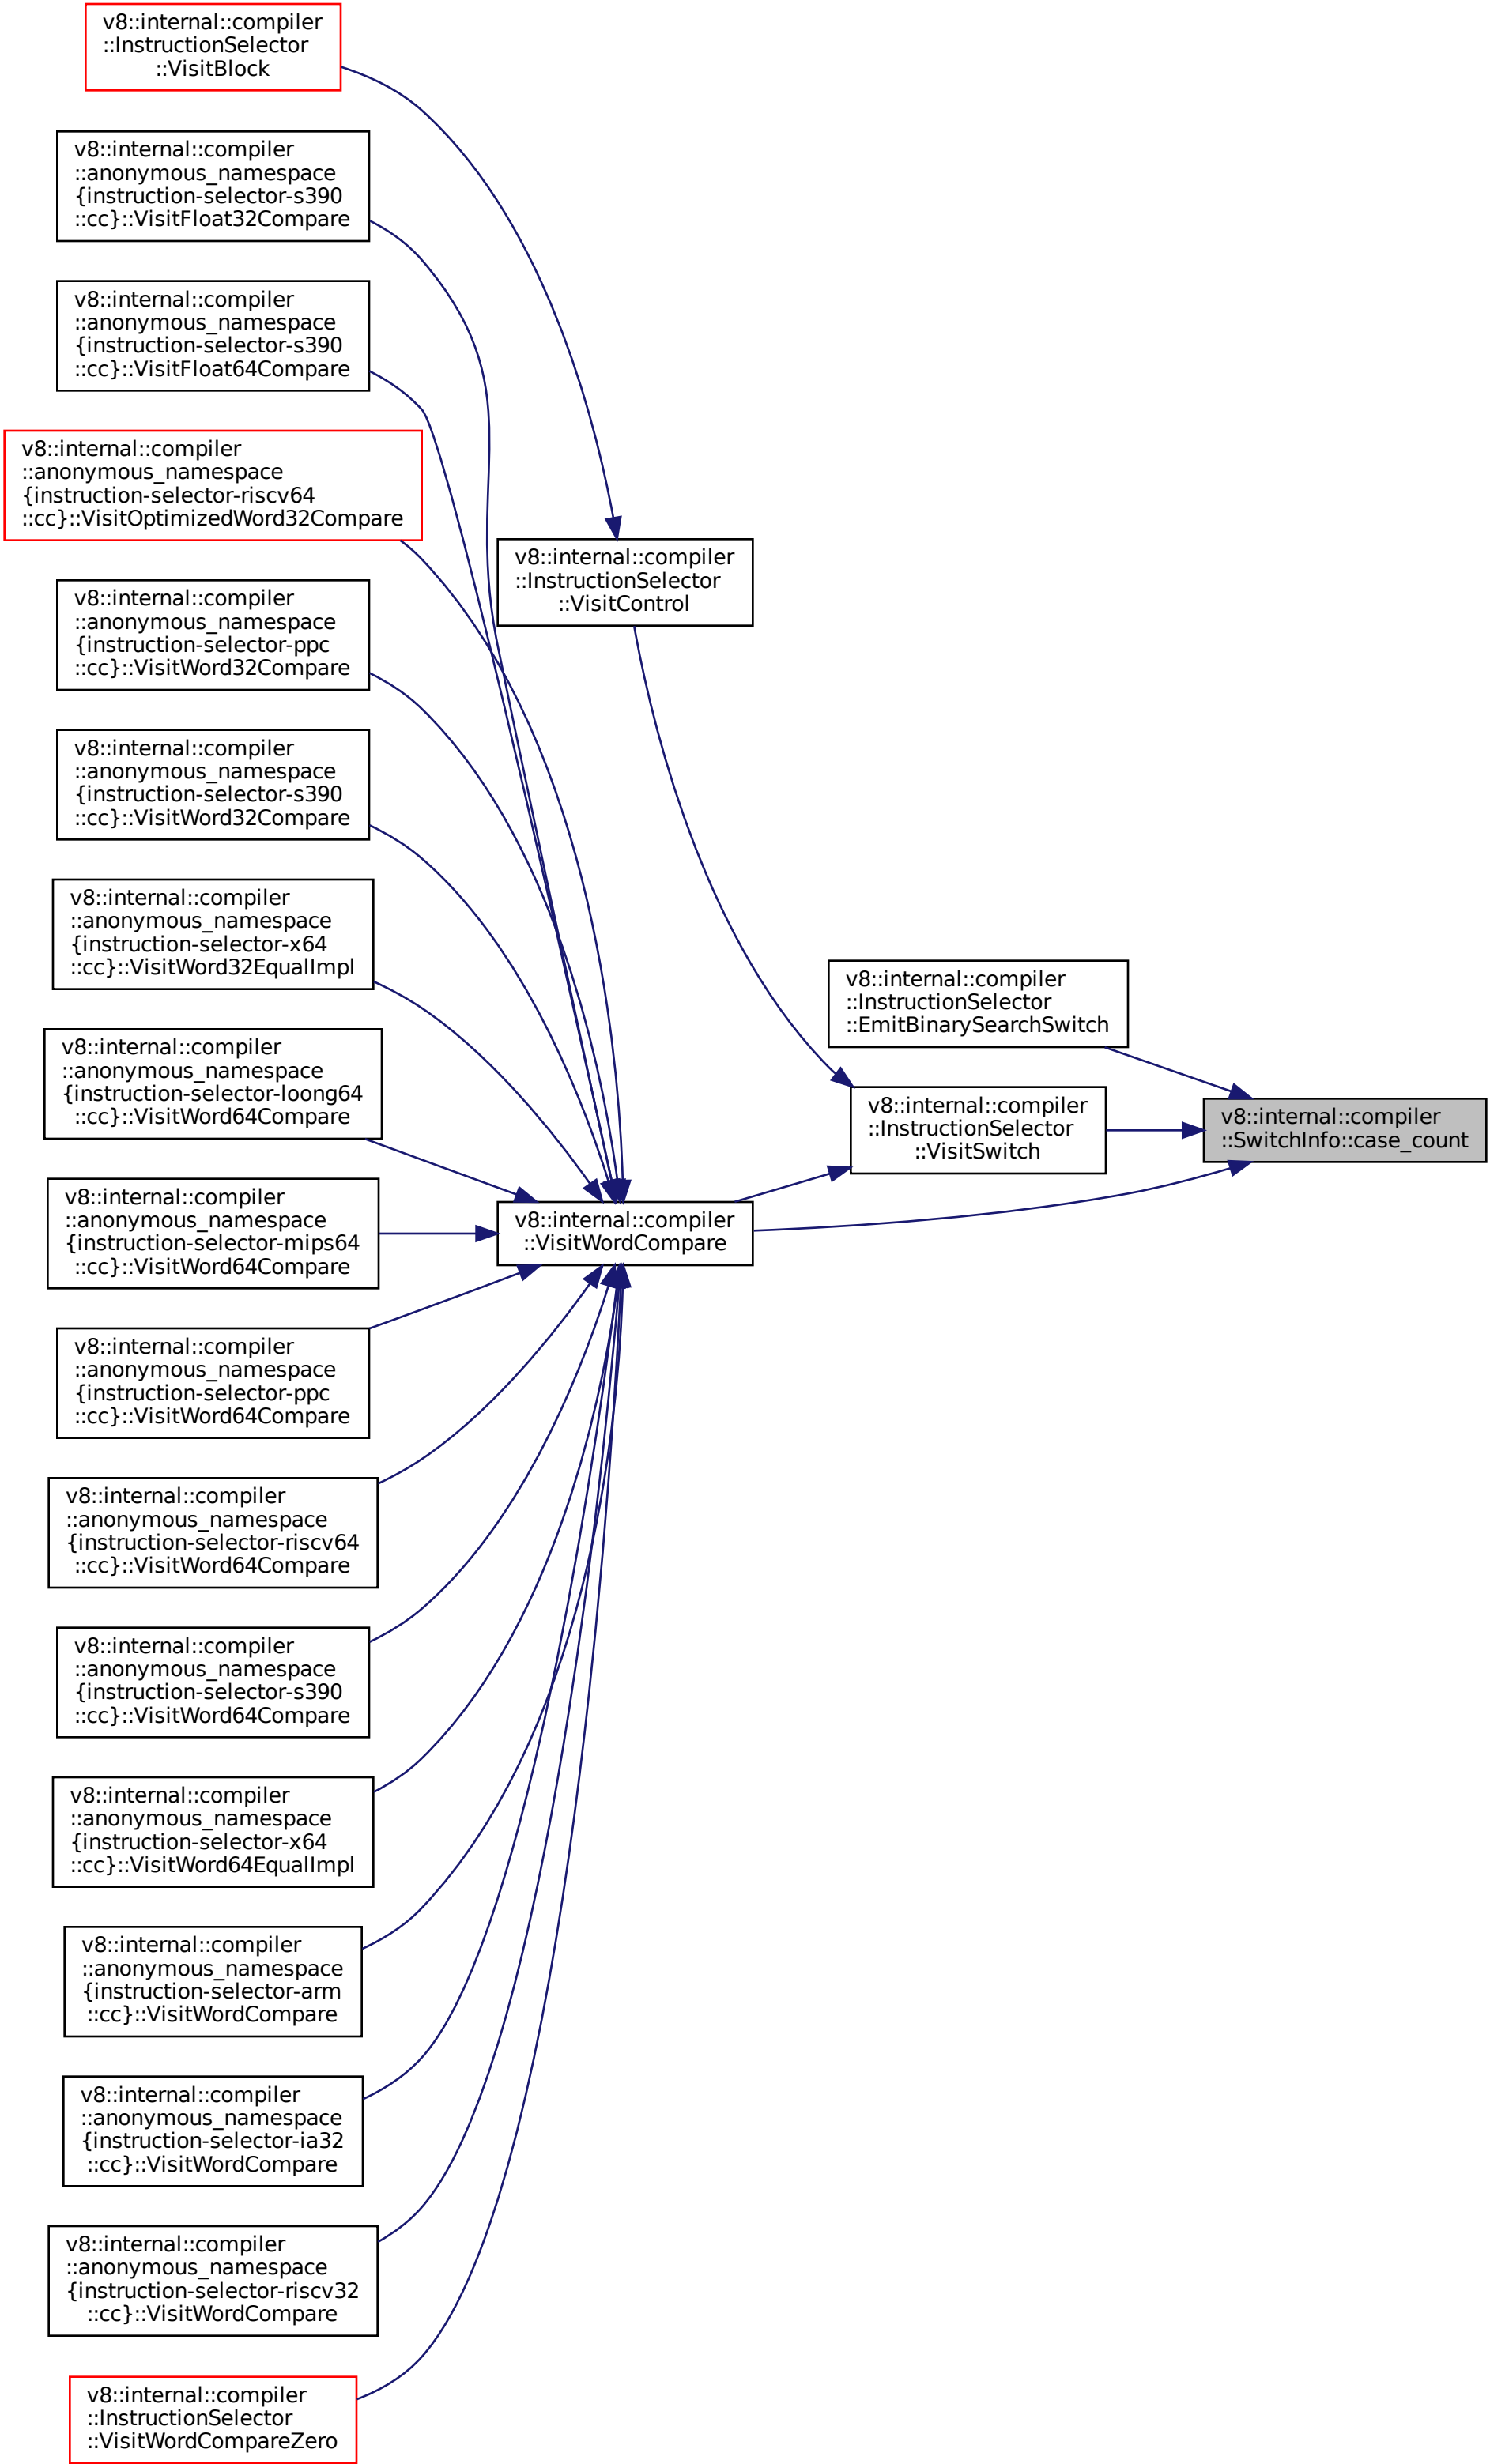 v8::internal::compiler
::InstructionSelector
::VisitBlock
v8::internal::compiler
::anonymous_namespace
{instruction-selector-s390
::cc}::VisitFloat32Compare
v8::internal::compiler
::anonymous_namespace
{instruction-selector-s390
::cc}::VisitFloat64Compare
v8::internal::compiler
::anonymous_namespace
{instruction-selector-riscv64
::cc}::VisitOptimizedWord32Compare
v8::internal::compiler
::InstructionSelector
::VisitControl
v8::internal::compiler
::anonymous_namespace
{instruction-selector-ppc
::cc}::VisitWord32Compare
v8::internal::compiler
::anonymous_namespace
{instruction-selector-s390
::cc}::VisitWord32Compare
v8::internal::compiler
::anonymous_namespace
{instruction-selector-x64
::cc}::VisitWord32EqualImpl
v8::internal::compiler
::InstructionSelector
::EmitBinarySearchSwitch
v8::internal::compiler
::anonymous_namespace
{instruction-selector-loong64
::cc}::VisitWord64Compare
v8::internal::compiler
::InstructionSelector
::VisitSwitch
v8::internal::compiler
::SwitchInfo::case_count
v8::internal::compiler
::anonymous_namespace
{instruction-selector-mips64
::cc}::VisitWord64Compare
v8::internal::compiler
::VisitWordCompare
v8::internal::compiler
::anonymous_namespace
{instruction-selector-ppc
::cc}::VisitWord64Compare
v8::internal::compiler
::anonymous_namespace
{instruction-selector-riscv64
::cc}::VisitWord64Compare
v8::internal::compiler
::anonymous_namespace
{instruction-selector-s390
::cc}::VisitWord64Compare
v8::internal::compiler
::anonymous_namespace
{instruction-selector-x64
::cc}::VisitWord64EqualImpl
v8::internal::compiler
::anonymous_namespace
{instruction-selector-arm
::cc}::VisitWordCompare
v8::internal::compiler
::anonymous_namespace
{instruction-selector-ia32
::cc}::VisitWordCompare
v8::internal::compiler
::anonymous_namespace
{instruction-selector-riscv32
::cc}::VisitWordCompare
v8::internal::compiler
::InstructionSelector
::VisitWordCompareZero